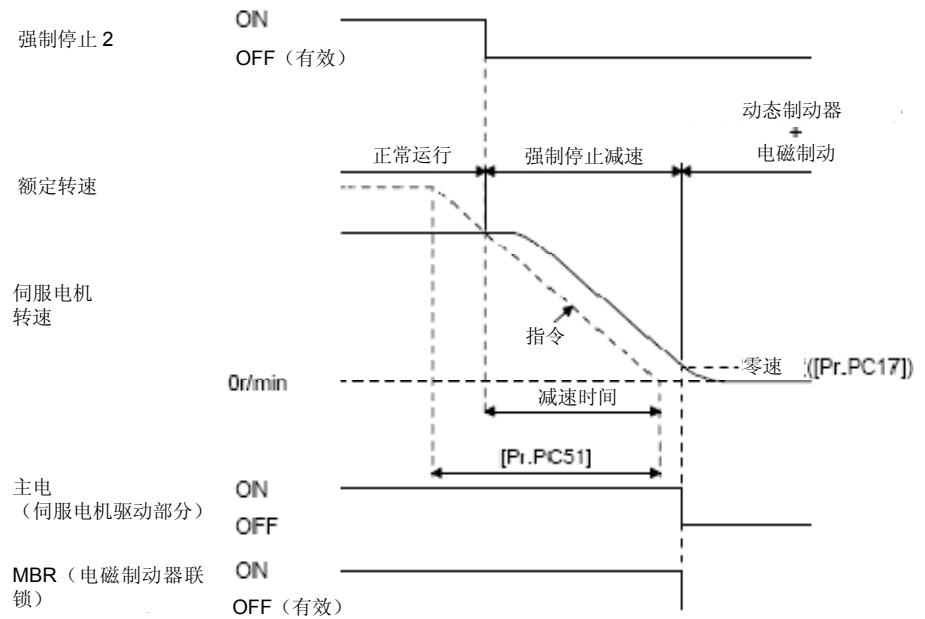 强制停止 2
ON
OFF（有效）
动态制动器
+
电磁制动
正常运行
强制停止减速
额定转速
伺服电机
转速
指令
零速 ([Pr.PC17])
0r/min
减速时间
[Pr.PC51]
主电
（伺服电机驱动部分）
ON
OFF
MBR（电磁制动器联
锁）
ON
OFF（有效）